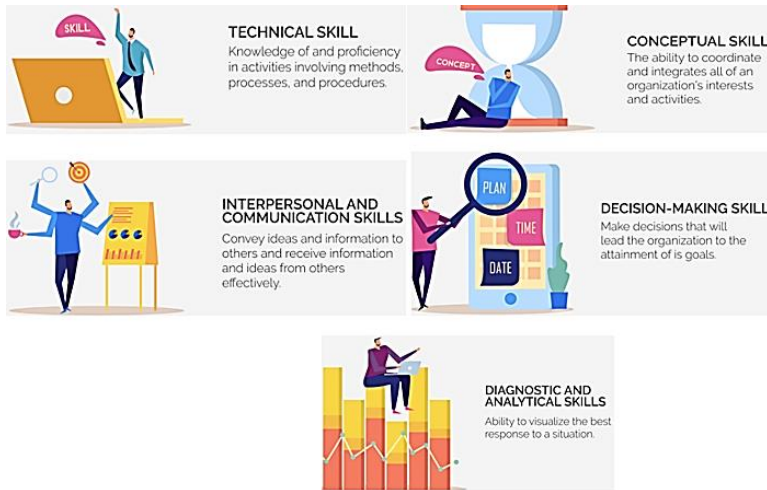 SKILL
TECHNICAL SKILL
Knowledge of and proficiency
in activities involving methods,
processes, and procedures.
CONCEPT
CONCEPTUAL SKILL
The ability to coordinate
and integrates all of an
organization's interests
and activities.
INTERPERSONAL AND
COMMUNICATION SKILLS
Convey ideas and information to
others and receive information
and ideas from others
effectively.
PLAN
TIME
DATE
DECISION-MAKING SKILL
Make decisions that will
lead the organization to the
attainment of is goals.
DIAGNOSTIC AND
ANALYTICAL SKILLS
Ability to visualize the best
response to a situation.